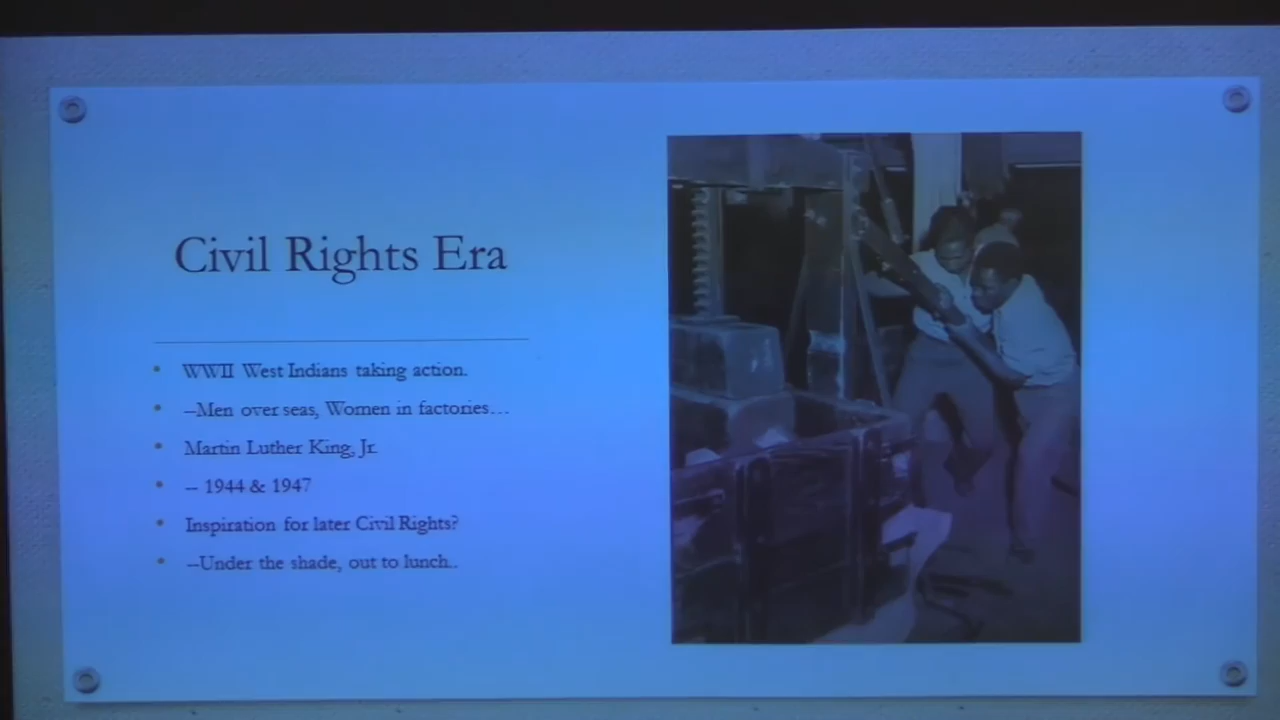 Civil Rights Era
• WWII West Indians taking action.
• –Men over seas, Women in factories…
• Martin Luther King, Jr.
• – 1944 & 1947
• Inspiration for later Civil Rights?
• –Under the shade, out to lunch..